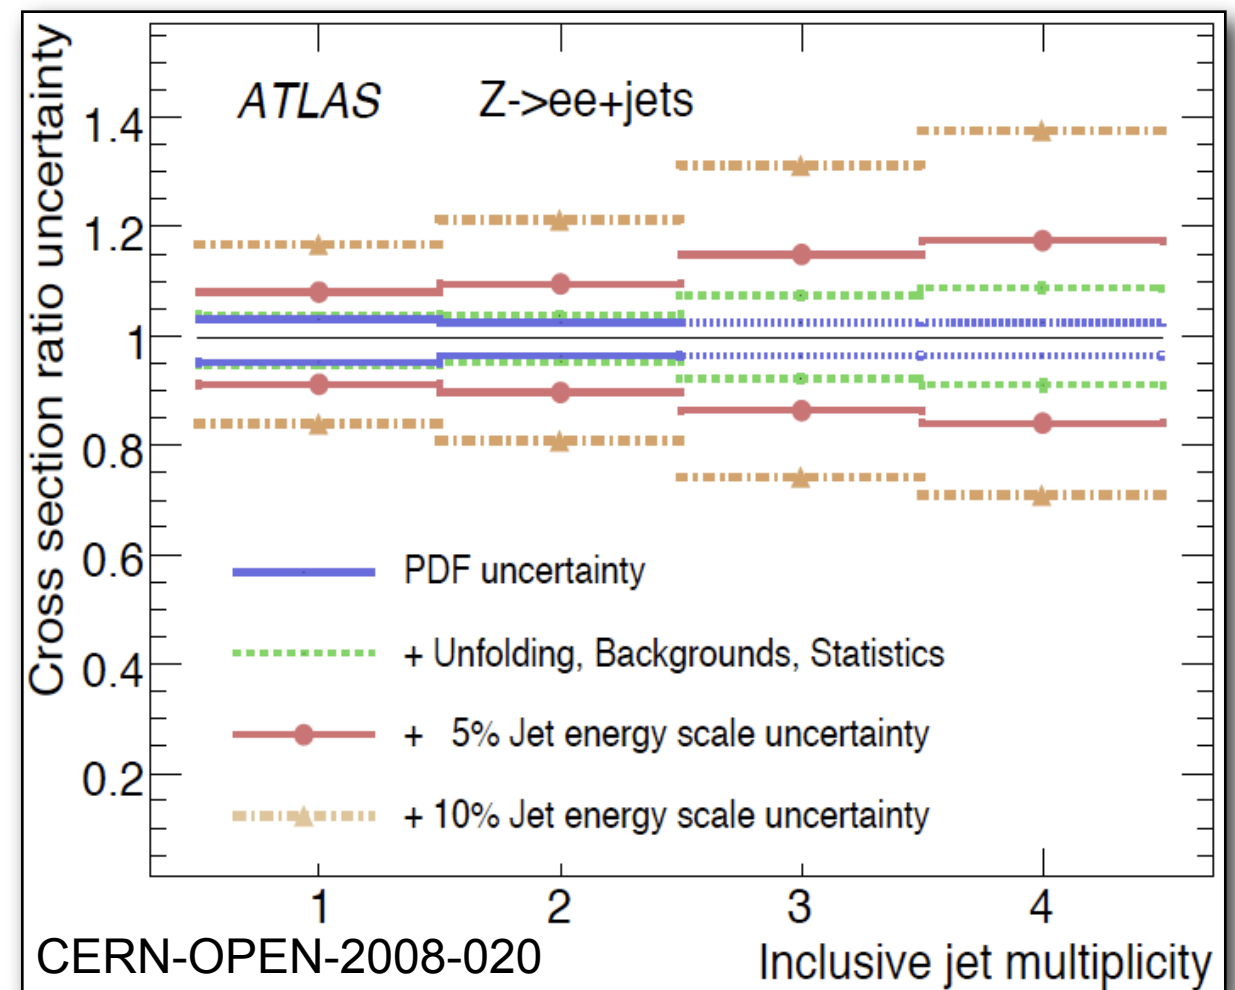 Cross section ratio uncertainty
ATLAS Z->ee+jets
1.4
1.2
1
0.8
0.6
0.4
0.2
PDF uncertainty
+ Unfolding, Backgrounds, Statistics
+ 5% Jet energy scale uncertainty
+ 10% Jet energy scale uncertainty
1 2 3 4
CERN-OPEN-2008-020 Inclusive jet multiplicity